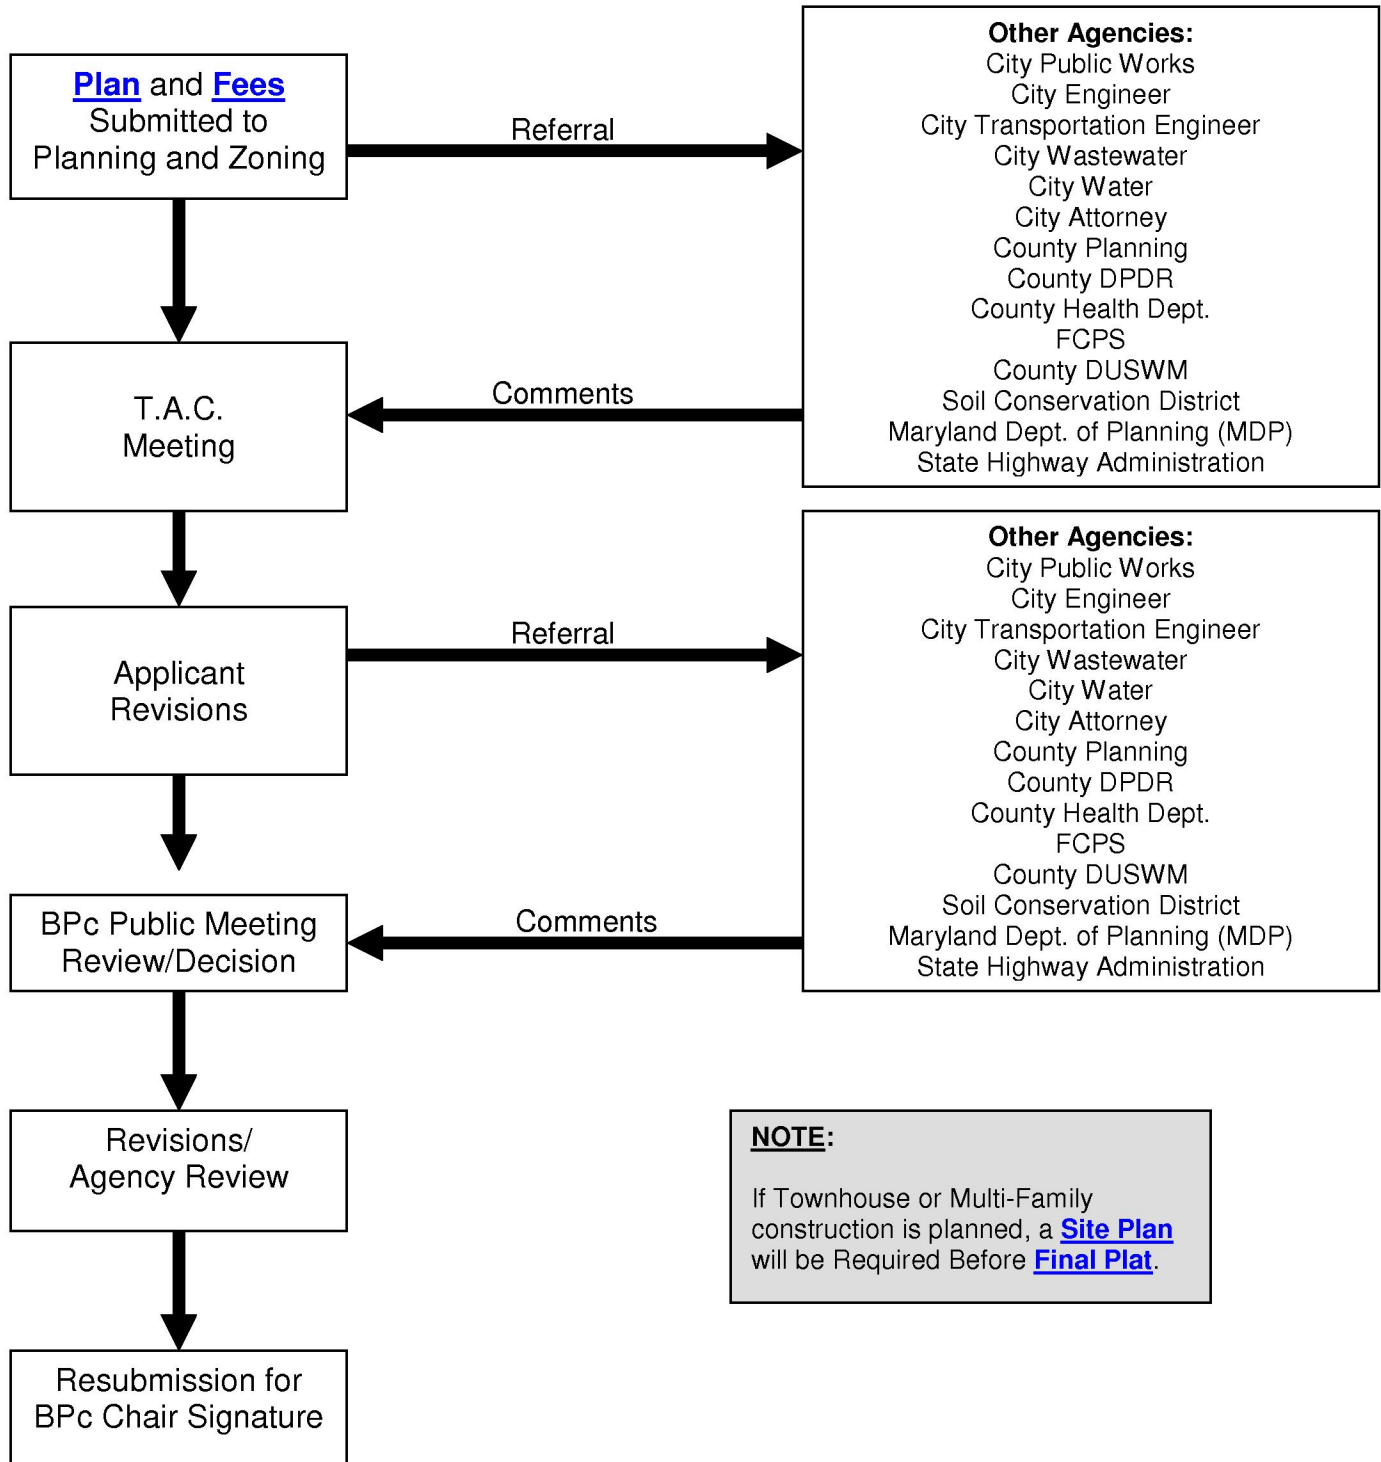 Plan and Fees
Submitted to
Planning and Zoning
Referral
Other Agencies:
City Public Works
City Engineer
City Transportation Engineer
City Wastewater
City Water
City Attorney
County Planning
County DPDR
County Health Dept.
FCPS
County DUSWM
Soil Conservation District
Maryland Dept. of Planning (MDP)
State Highway Administration
Comments
T.A.C.
Meeting
Applicant
Revisions
Referral
Other Agencies:
City Public Works
City Engineer
City Transportation Engineer
City Wastewater
City Water
City Attorney
County Planning
County DPDR
County Health Dept.
FCPS
County DUSWM
Soil Conservation District
Maryland Dept. of Planning (MDP)
State Highway Administration
Comments
BPc Public Meeting
Review/Decision
Revisions/
Agency Review
NOTE:
If Townhouse or Multi-Family
construction is planned, a Site Plan
will be Required Before Final Plat.
Resubmission for
BPc Chair Signature